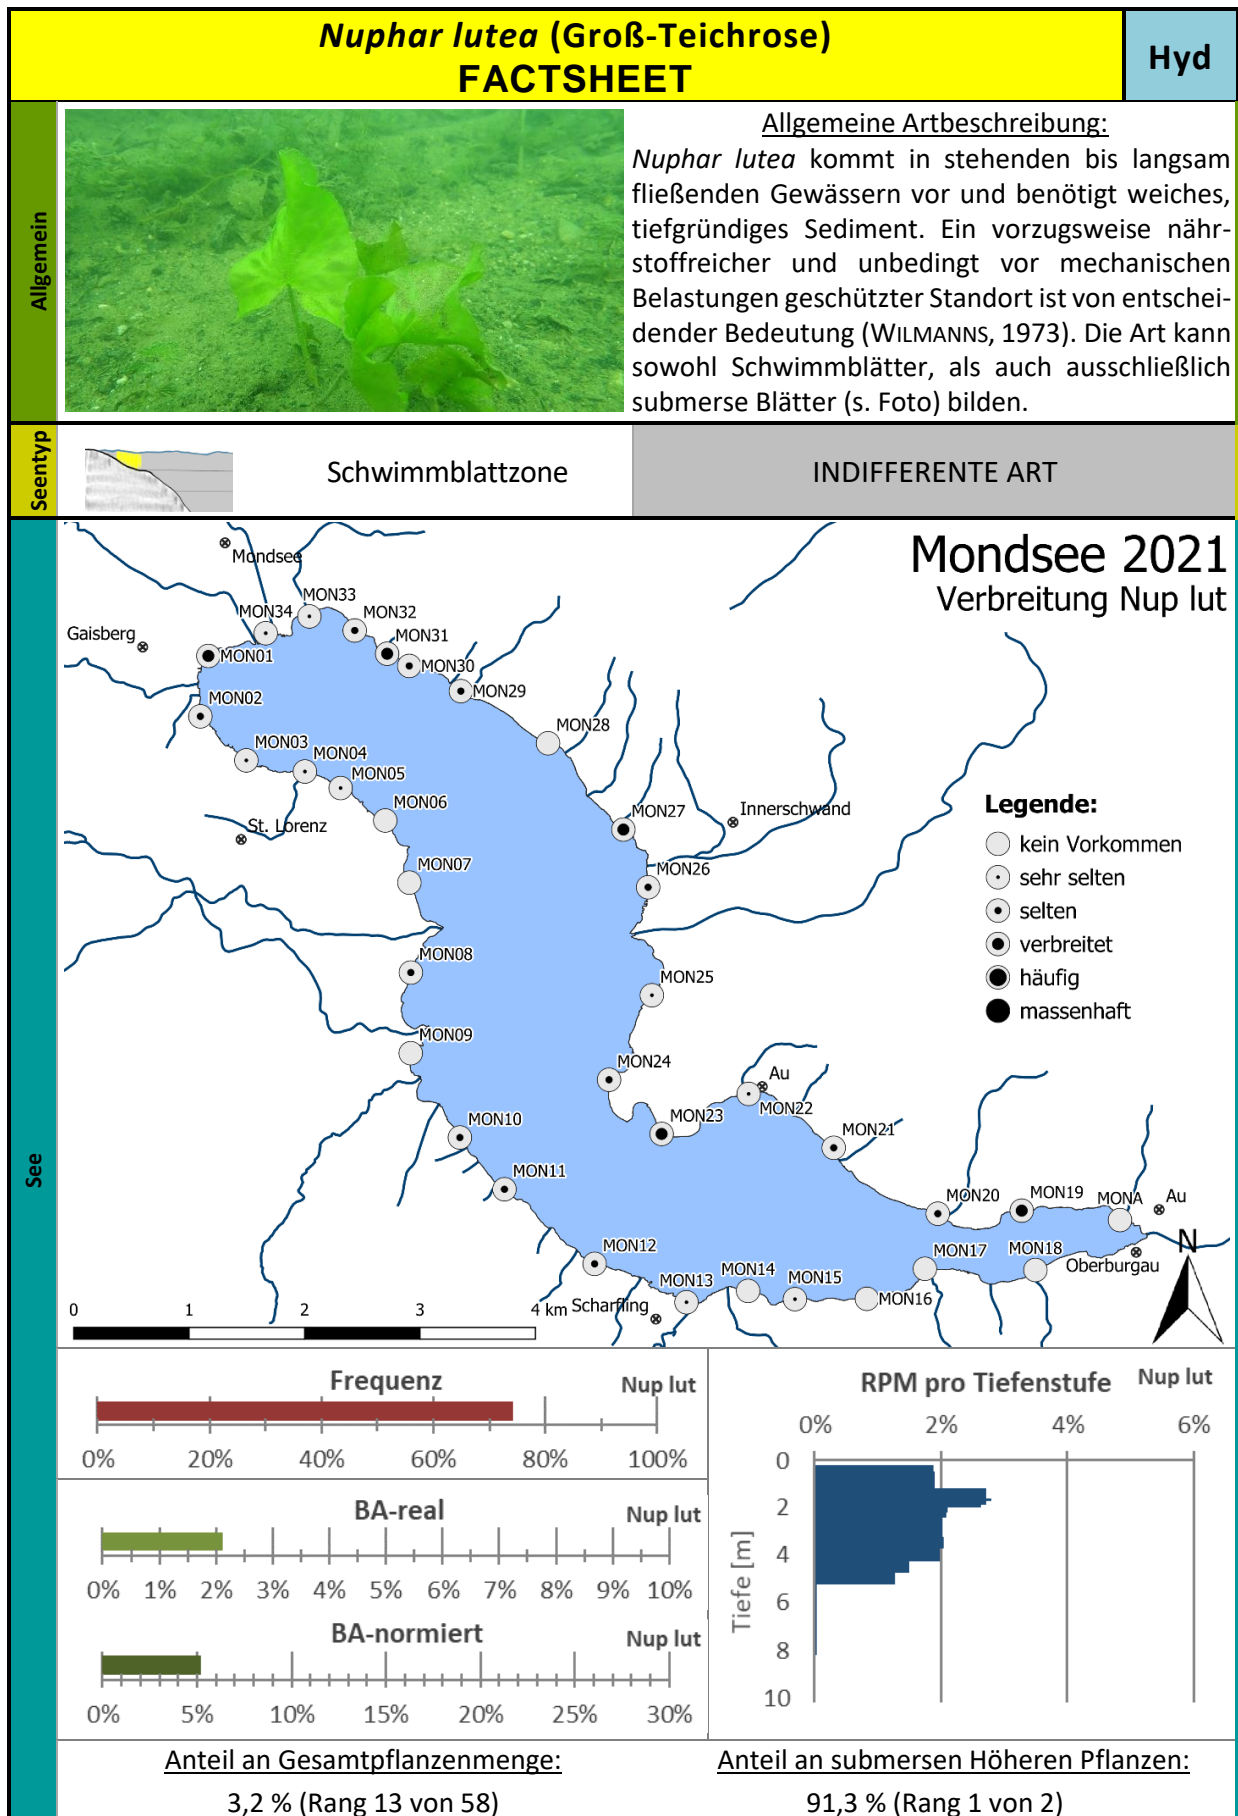 Nuphar lutea (Groß-Teichrose)
FACTSHEET
Hyd
Allgemein
Allgemeine Artbeschreibung:
Nuphar lutea kommt in stehenden bis langsam
fließenden Gewässern vor und benötigt weiches,
tiefgründiges Sediment. Ein vorzugsweise nähr-
stoffreicher und unbedingt vor mechanischen
Belastungen geschützter Standort ist von entschei-
dender Bedeutung (WILMANNS, 1973). Die Art kann
sowohl Schwimmblätter, als auch ausschließlich
submerse Blätter (s. Foto) bilden.
Seentyp
Schwimmblattzone
INDIFFERENTE ART
See
Mondsee 2021
Verbreitung Nup lut
Mondsee
Gaisberg
MON34
MON33
MON32
MON31
MON01
MON30
MON29
MON02
MON28
MON03
MON04
MON05
MON06
St. Lorenz
MON27
Innerschwand
MON07
MON26
MON08
MON25
MON09
MON24
Au
MON22
MON23
MON10
MON21
MON11
MON20
MON19
MONA
Au
MON12
MON17
MON18
Oberburgau
MON13
MON14
MON15
MON16
Scharfling
N
Legende:
kein Vorkommen
sehr selten
selten
verbreitet
häufig
massenhaft
0 1 2 3 4 km
Frequenz
Nup lut
0% 20% 40% 60% 80% 100%
BA-real
Nup lut
0% 1% 2% 3% 4% 5% 6% 7% 8% 9% 10%
BA-normiert
Nup lut
0% 5% 10% 15% 20% 25% 30%
RPM pro Tiefenstufe
Nup lut
0% 2% 4% 6%
Tiefe [m]
0
2
4
6
8
10
Anteil an Gesamtpflanzenmenge:
3,2 % (Rang 13 von 58)
Anteil an submersen Höheren Pflanzen:
91,3 % (Rang 1 von 2)